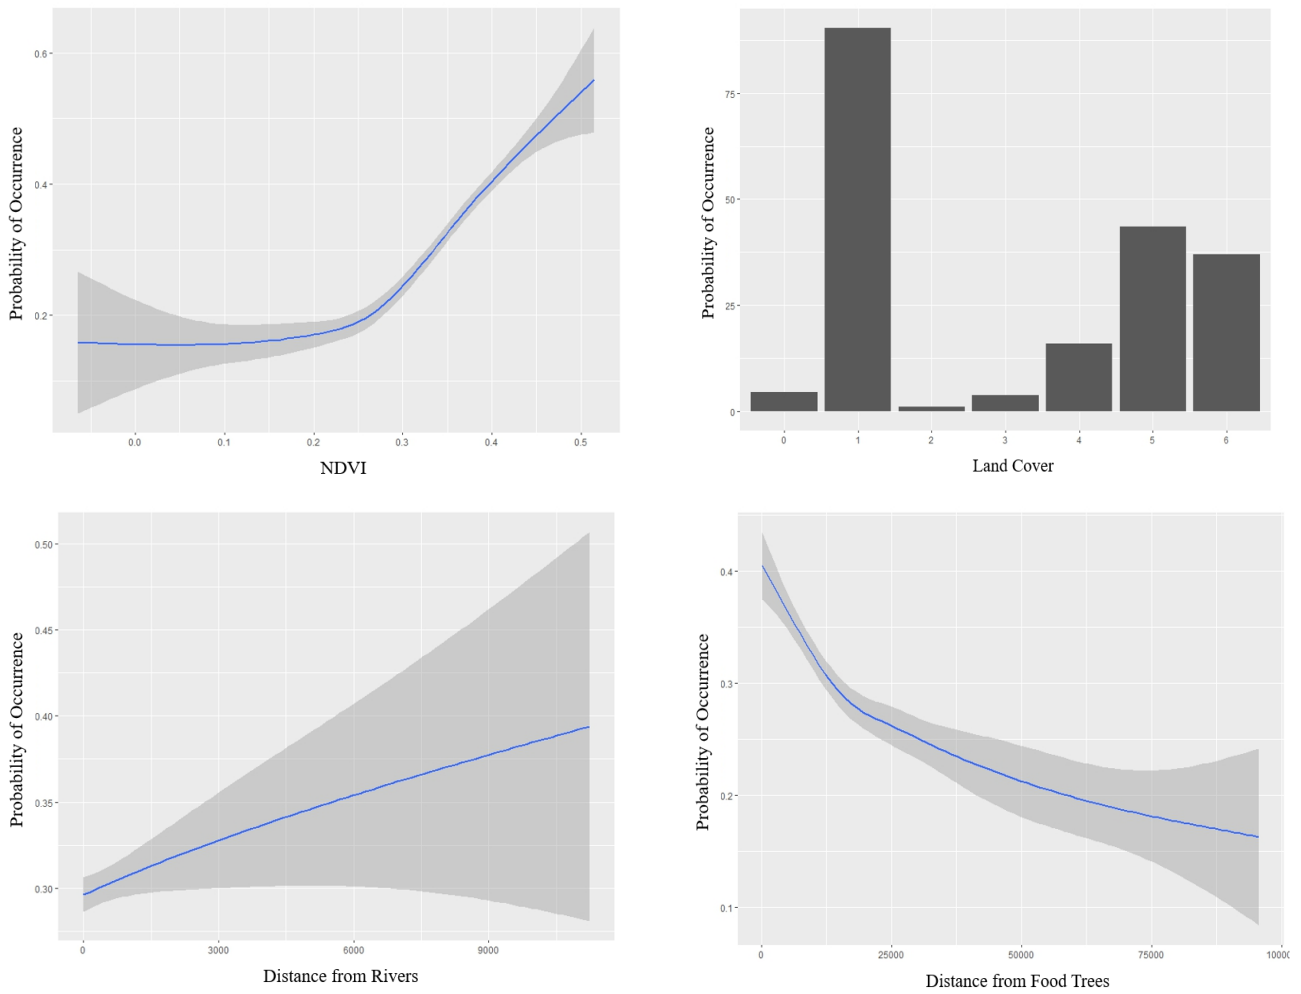 Probability of Occurrence
0.6
0.4
0.2
0.0 0.1 0.2 0.3 0.4 0.5
NDVI
Probability of Occurrence
75
50
25
0
0 1 2 3 4 5 6
Land Cover
Probability of Occurrence
0.50
0.45
0.40
0.35
0.30
0 3000 6000 9000
Distance from Rivers
Probability of Occurrence
0.4
0.3
0.2
0.1
0 25000 50000 75000 10000
Distance from Food Trees